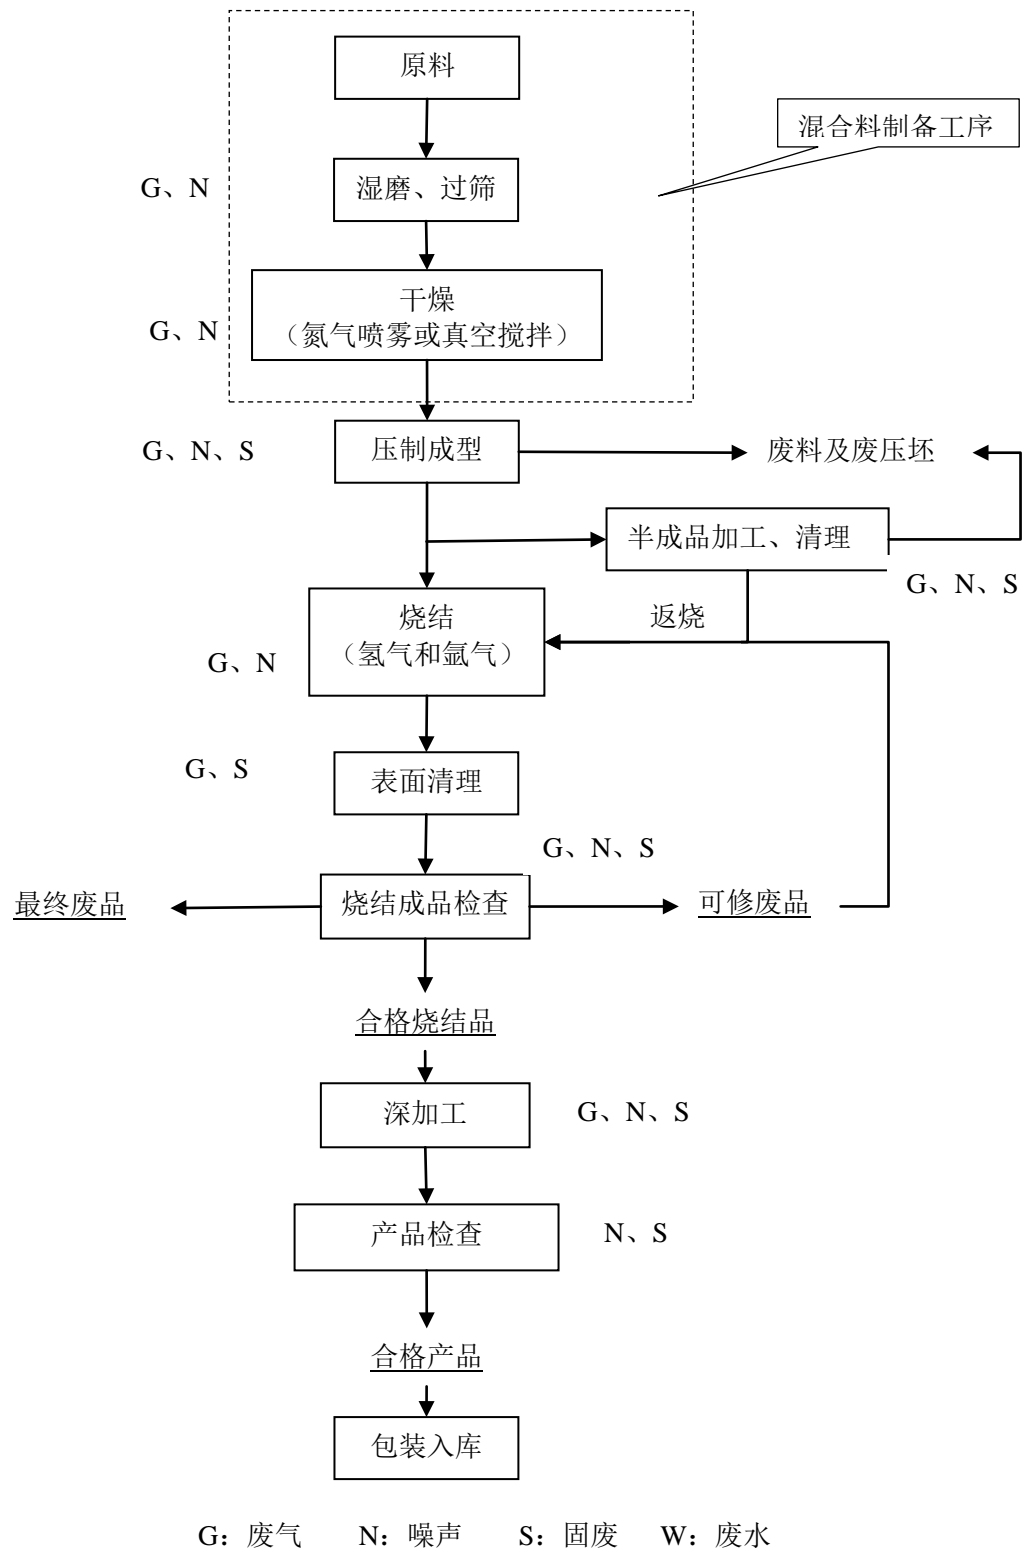 原料
混合料制备工序
G、N
湿磨、过筛
干燥
（氮气喷雾或真空搅拌）
G、N
G、N、S
压制成型
废料及废压坯
半成品加工、清理
G、N、S
烧结
（氢气和氩气）
返烧
G、N
G、S
表面清理
G、N、S
最终废品
烧结成品检查
可修废品
合格烧结品
深加工
G、N、S
产品检查
N、S
合格产品
包装入库
G：废气 N：噪声 S：固废 W：废水